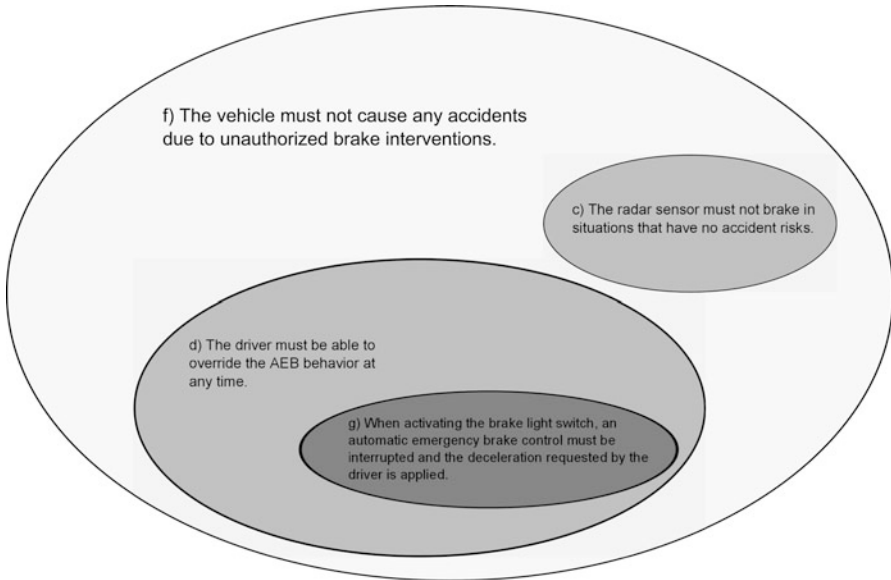 f) The vehicle must not cause any accidents
due to unauthorized brake interventions.
c) The radar sensor must not brake in
situations that have no accident risks.
d) The driver must be able to
override the AEB behavior at
any time.
g) When activating the brake light switch, an
automatic emergency brake control must be
interrupted and the deceleration requested by the
driver is applied.